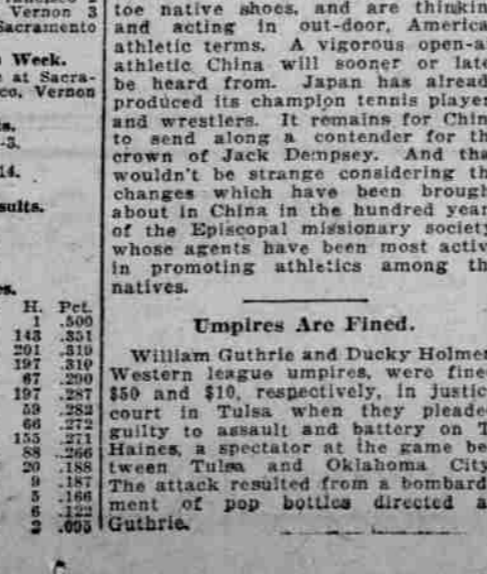 Vernon 3
Sacramento
Week.
at Sacra-
co, Vernon
-3.
14.
sults.
H. Pct.
1 .500
143 .351
201 .319
197 .310
67 .290
197 .287
59 .282
66 .272
155 .271
88 .266
20 .188
9 .187
5 .166
6 .122
2 .095
toe native shoes, and are thinkin
and acting in out-door, America
athletic terms. A vigorous open-a
athletic China will sooner or late
be heard from. Japan has alread
produced its champion tennis player
and wrestlers. It remains for Chin
to send along a contender for th
crown of Jack Dempsey. And tha
wouldn't be strange considering th
changes which have been brough
about in China in the hundred year
of the Episcopal missionary society
whose agents have been most activ
in promoting athletics among th
natives.
Umpires Are Fined.
William Guthrie and Ducky Holmes
Western league umpires, were fine
$50 and $10, respectively, in justic
court in Tulsa when they pleade
guilty to assault and battery on T
Haines, a spectator at the game be
tween Tulsa and Oklahoma City
The attack resulted from a bombard
ment of pop bottles directed a
Guthrie.